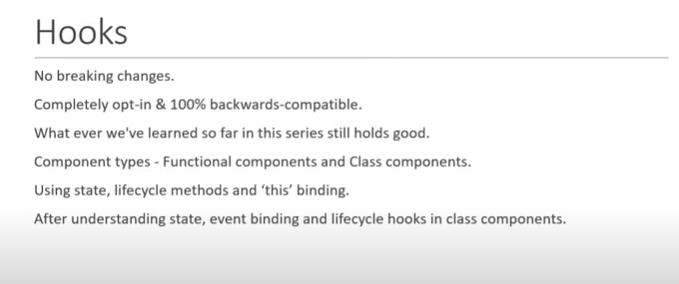 Hooks
No breaking changes.
Completely opt-in & 100% backwards-compatible.
What ever we've learned so far in this series still holds good.
Component types - Functional components and Class components.
Using state, lifecycle methods and ‘this’ binding.
After understanding state, event binding and lifecycle hooks in class components.